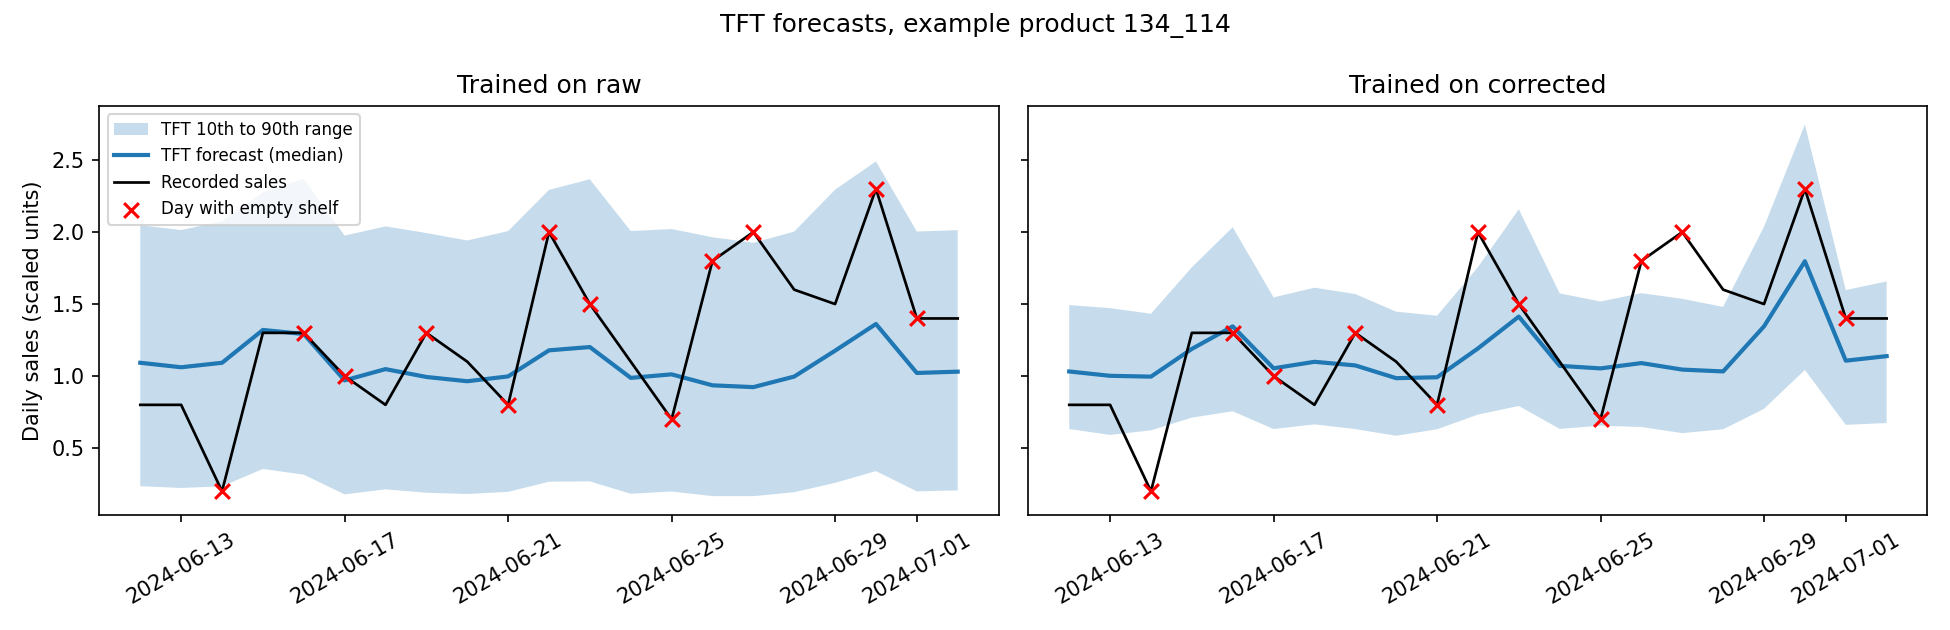 TFT forecasts, example product 134_114
Trained on raw
TFT 10th to 90th range
TFT forecast (median)
Recorded sales
Day with empty shelf
Daily sales (scaled units)
2.5
2.0
1.5
1.0
0.5
2024-06-13
2024-06-17
2024-06-21
2024-06-25
2024-06-29
2024-07-01
Trained on corrected
2024-06-13
2024-06-17
2024-06-21
2024-06-25
2024-06-29
2024-07-01